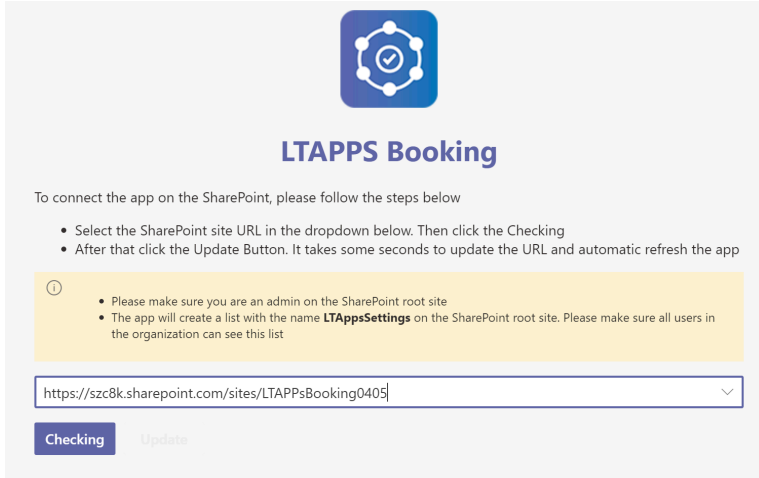 LTAPPS Booking
To connect the app on the SharePoint, please follow the steps below
• Select the SharePoint site URL in the dropdown below. Then click the Checking
• After that click the Update Button. It takes some seconds to update the URL and automatic refresh the app
• Please make sure you are an admin on the SharePoint root site
• The app will create a list with the name LTAppsSettings on the SharePoint root site. Please make sure all users in
the organization can see this list
https://szc8k.sharepoint.com/sites/LTAPPsBooking0405
Checking Update